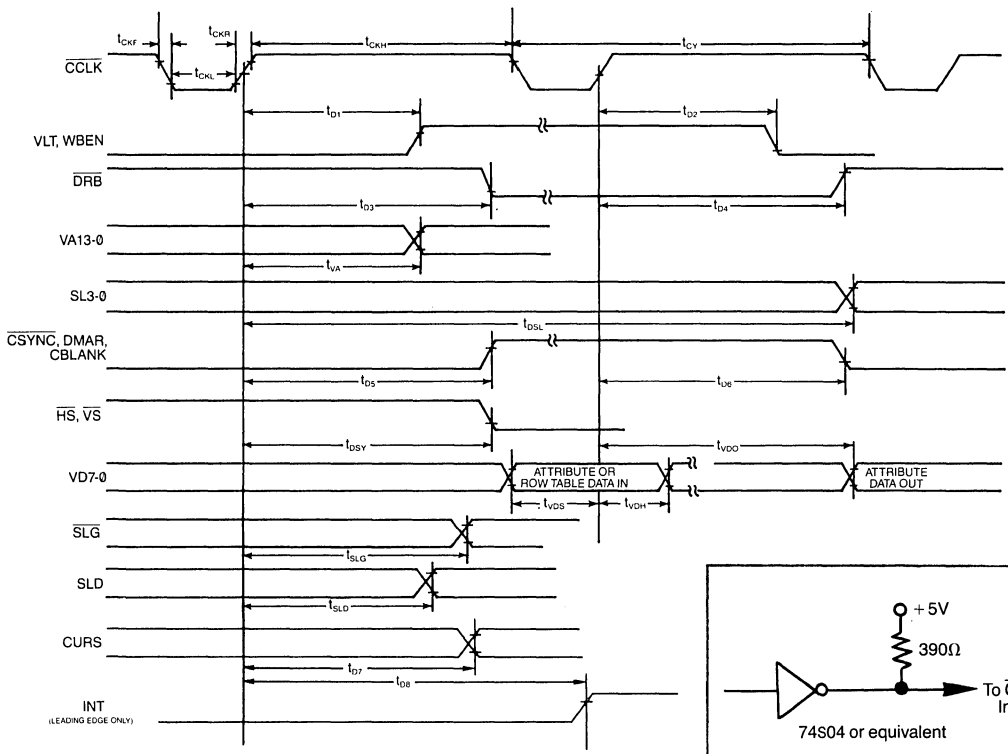 tCKF
tCKR
tCKH
tCY
CCLK
tCKL
tD1
tD2
VLT, WBEN
DRB
tD3
tD4
VA13-0
tVA
SL3-0
tDSL
CSYNC, DMAR,
CBLANK
tD5
tD6
HS, VS
tDSY
tVDO
VD7-0
ATTRIBUTE OR
ROW TABLE DATA IN
ATTRIBUTE
DATA OUT
tVDS
tVDH
SLG
tSLG
SLD
tSLD
CURS
tD7
tD8
INT
(LEADING EDGE ONLY)
+5V
390Ω
To
In
74S04 or equivalent